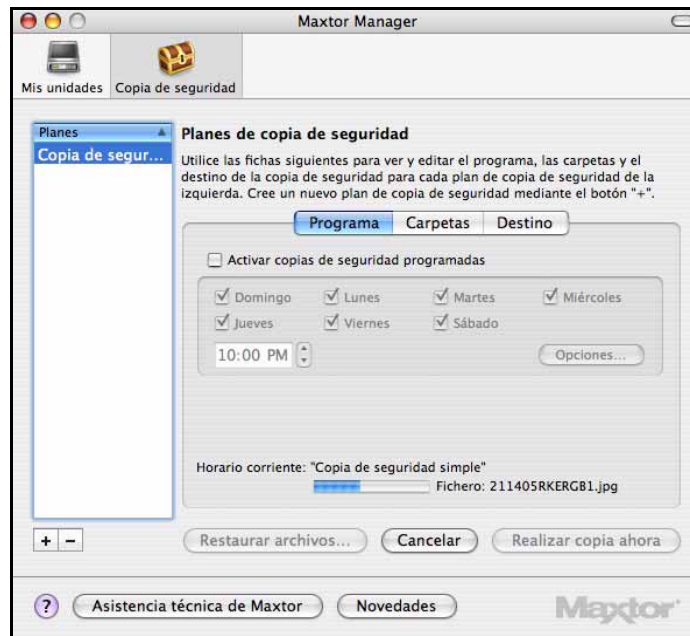 Maxtor Manager
Mis unidades Copia de seguridad
Planes
Copia de segur...
Planes de copia de seguridad
Utilice las fichas siguientes para ver y editar el programa, las carpetas y el
destino de la copia de seguridad para cada plan de copia de seguridad de la
izquierda. Cree un nuevo plan de copia de seguridad mediante el botón "+".
Programa Carpetas Destino
Activar copias de seguridad programadas
Domingo Lunes Martes Miércoles
Jueves Viernes Sábado
10:00 PM Opciones...
Horario corriente: "Copia de seguridad simple"
Fichero: 211405RKERGB1.jpg
+ - Restaurar archivos... Cancelar Realizar copia ahora
? Asistencia técnica de Maxtor Novedades Maxtor